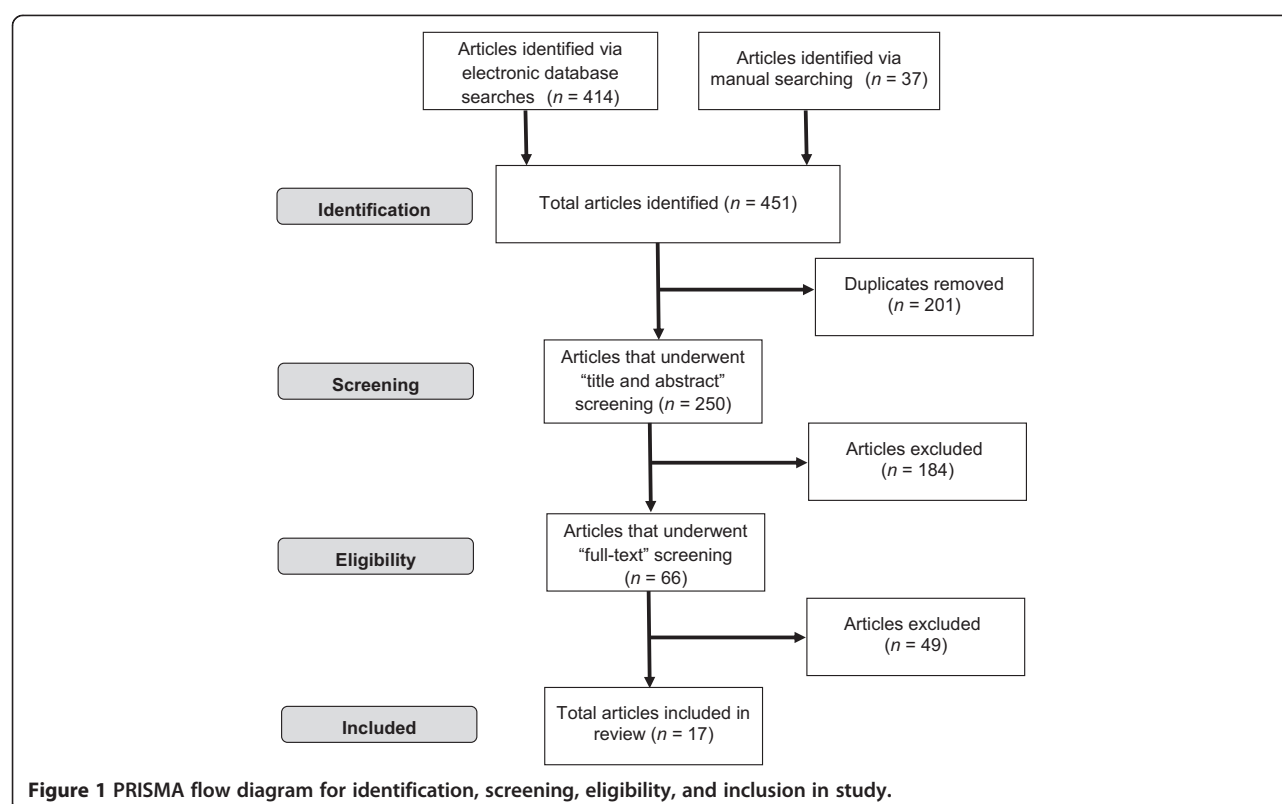 Articles identified via
electronic database
searches (n = 414)
Articles identified via
manual searching (n = 37)
Identification
Total articles identified (n = 451)
Duplicates removed
(n = 201)
Screening
Articles that underwent
“title and abstract”
screening (n = 250)
Articles excluded
(n = 184)
Eligibility
Articles that underwent
“full-text” screening
(n = 66)
Articles excluded
(n = 49)
Included
Total articles included in
review (n = 17)
Figure 1 PRISMA flow diagram for identification, screening, eligibility, and inclusion in study.